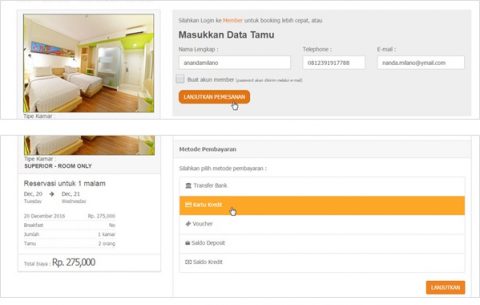 Silahkan Login ke Member untuk booking lebih cepat, atau
Masukkan Data Tamu
Nama Lengkap :
Telephone :
E-mail :
anandamilano
0812391917788
nanda.milano@ymail.com
Buat akun member (password akan dikirim melalui e-mail)
LANJUTKAN PEMESANAN
Tipe Kamar
Tipe Kamar
SUPERIOR - ROOM ONLY
Reservasi untuk 1 malam
Dec, 20 → Dec, 21
Tuesday Wednesday
20 December 2016 Rp. 275,000
Breakfast No
Jumlah 1 kamar
Tamu 2 orang
Total biaya : Rp. 275,000
Metode Pembayaran
Silahkan pilih metode pembayaran :
Transfer Bank
Kartu Kredit
Voucher
Saldo Deposit
Saldo Kredit
LANJUTKAN